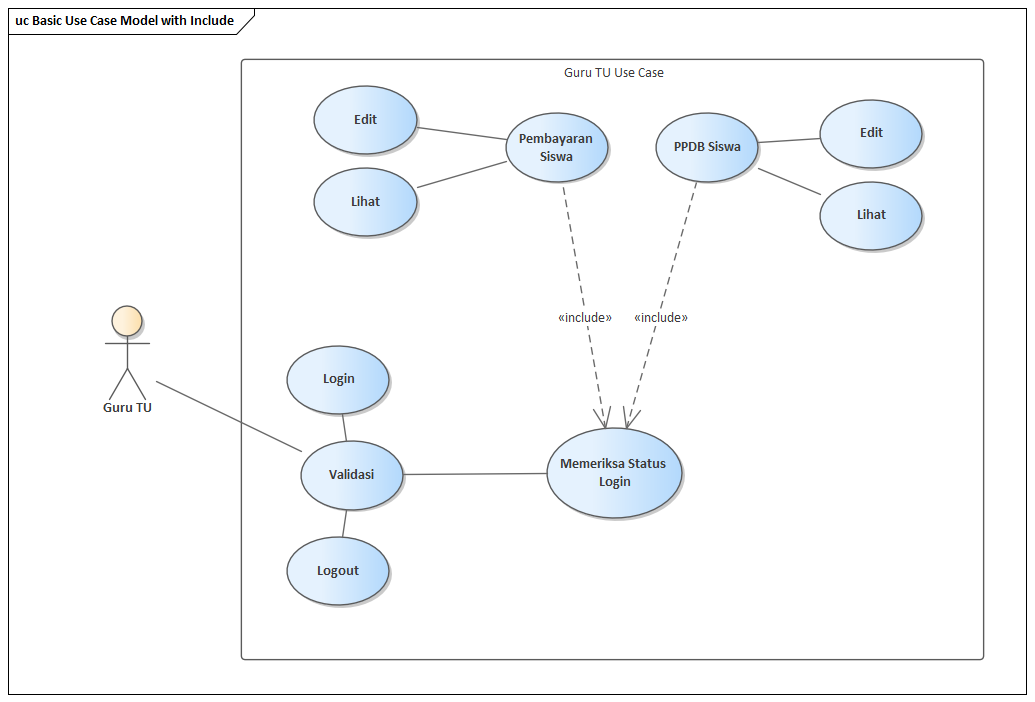 uc Basic Use Case Model with Include
Guru TU Use Case
Edit
Pembayaran
Siswa
PPDB Siswa
Edit
Lihat
Lihat
«include»
«include»
Guru TU
Login
Validasi
Memeriksa Status
Login
Logout